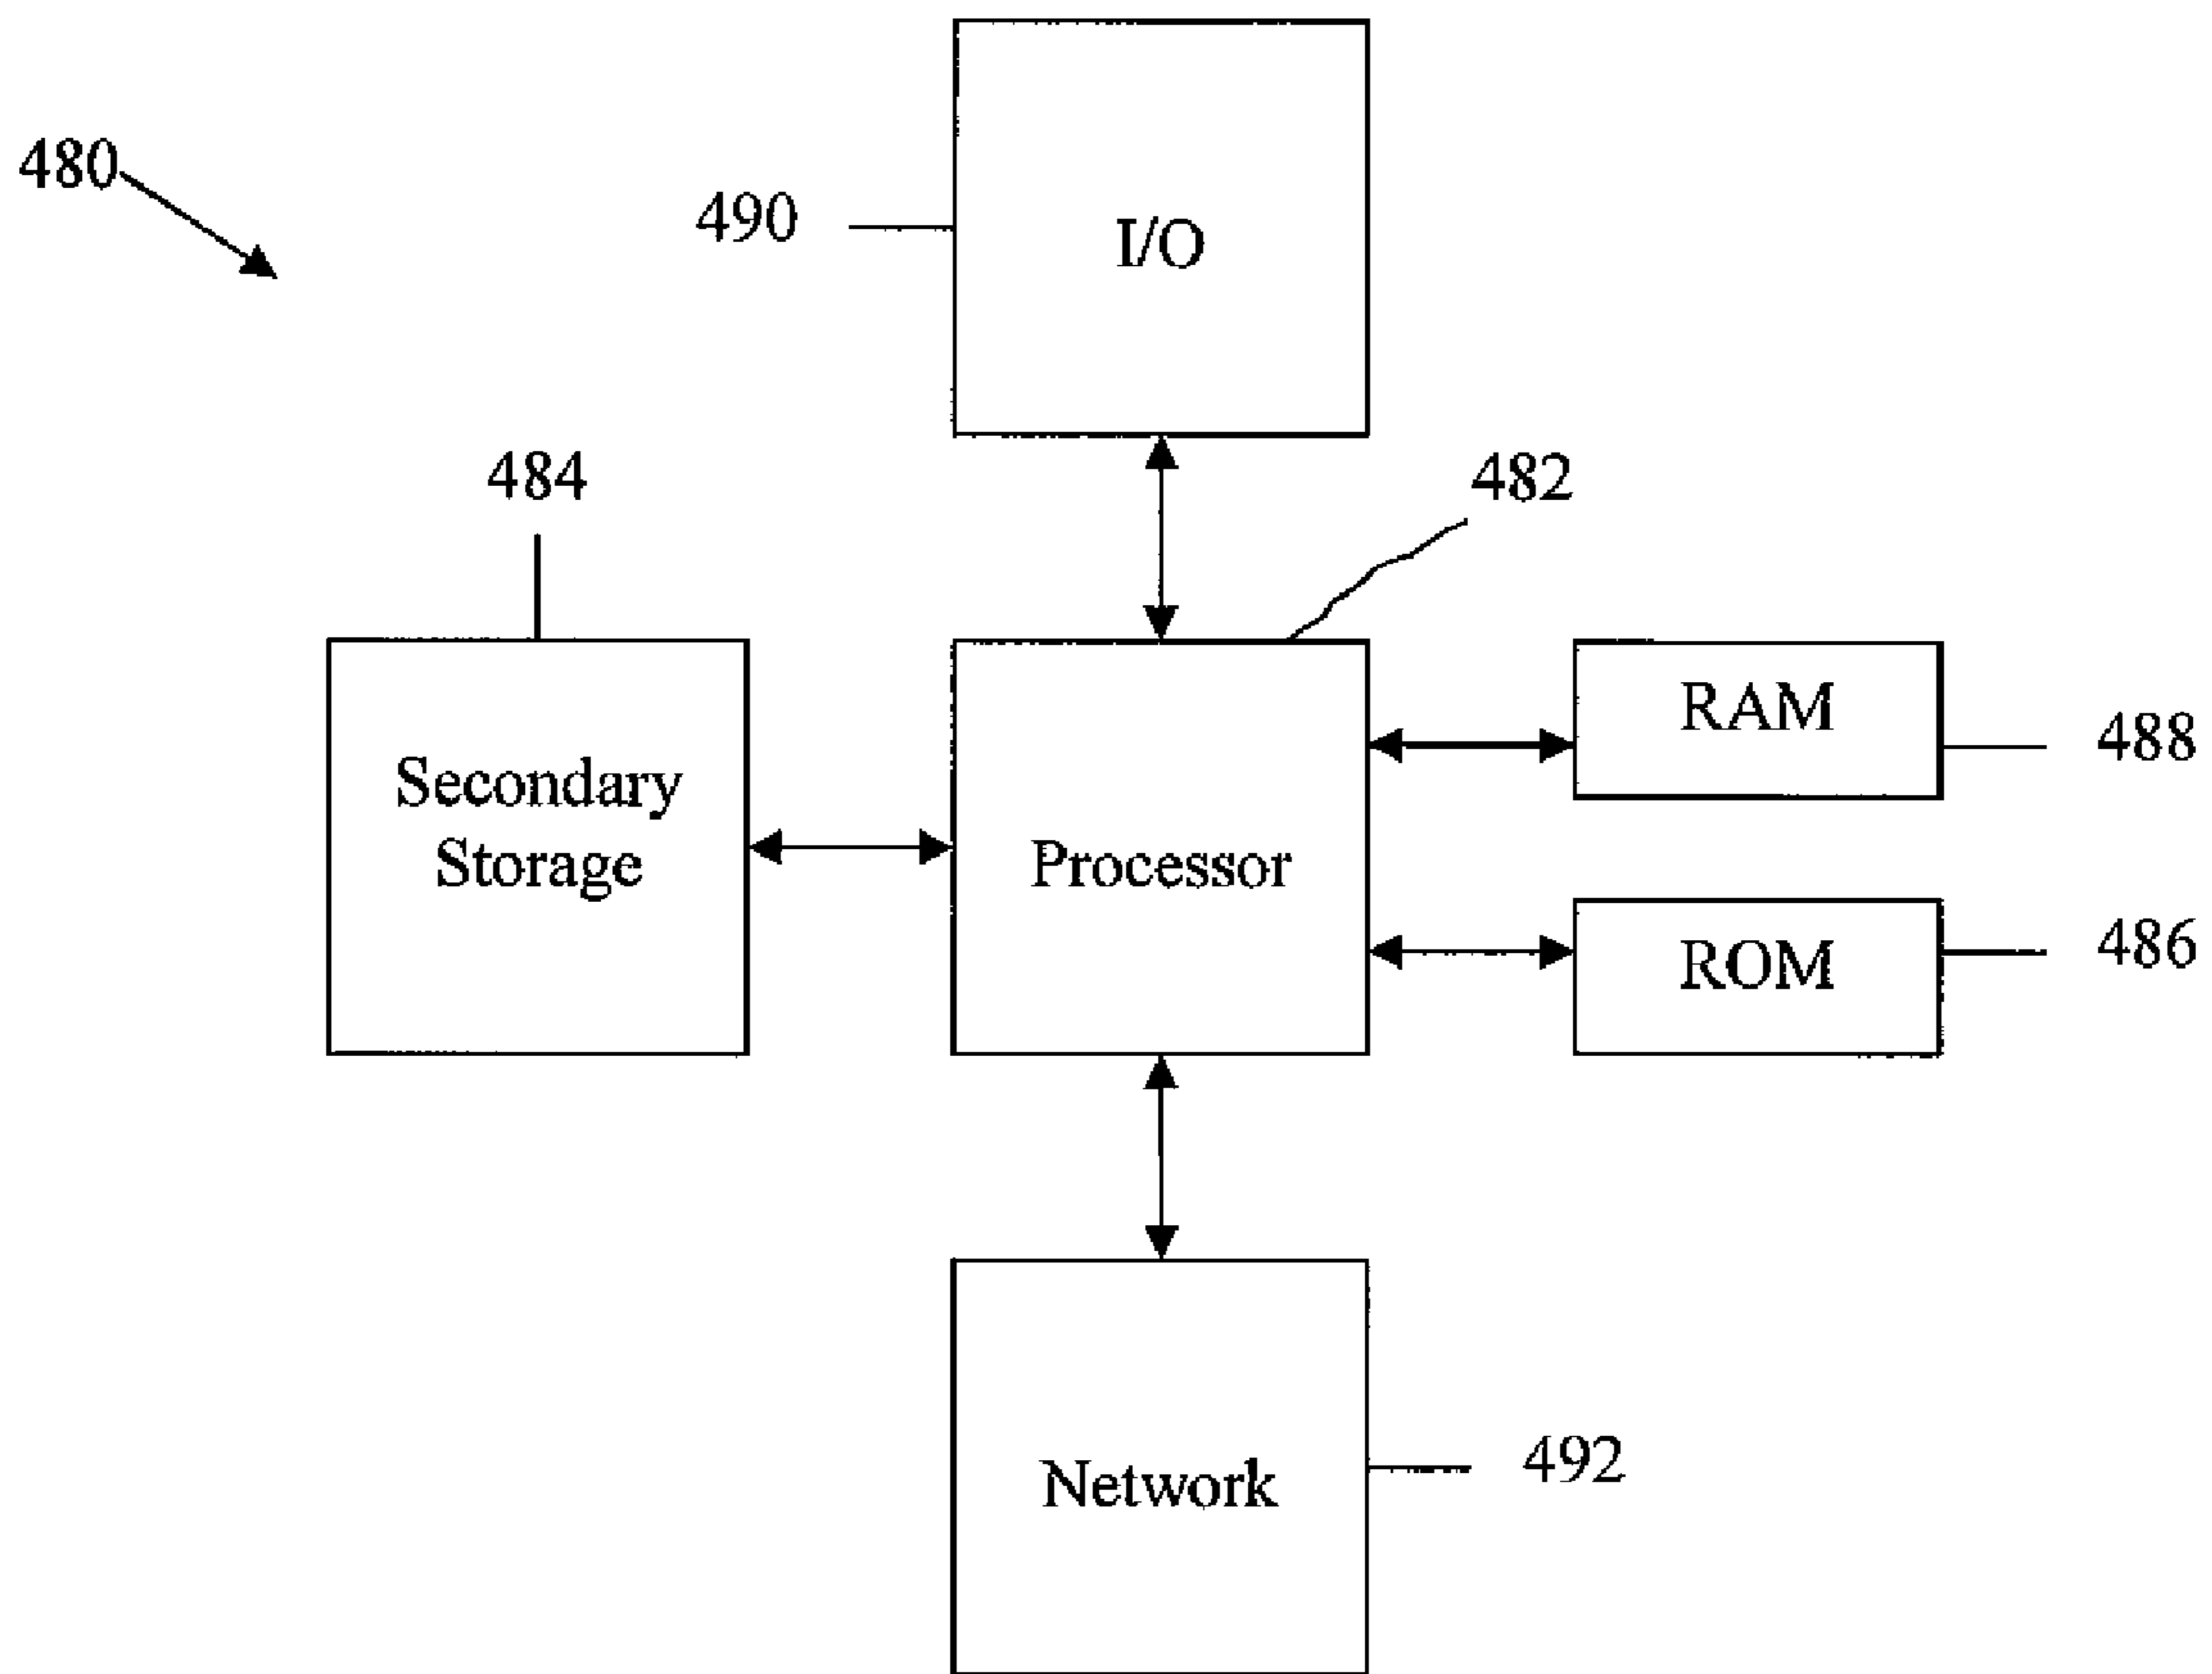 480
490
I/O
484
482
Secondary
Storage
Processor
RAM
488
ROM
486
Network
492